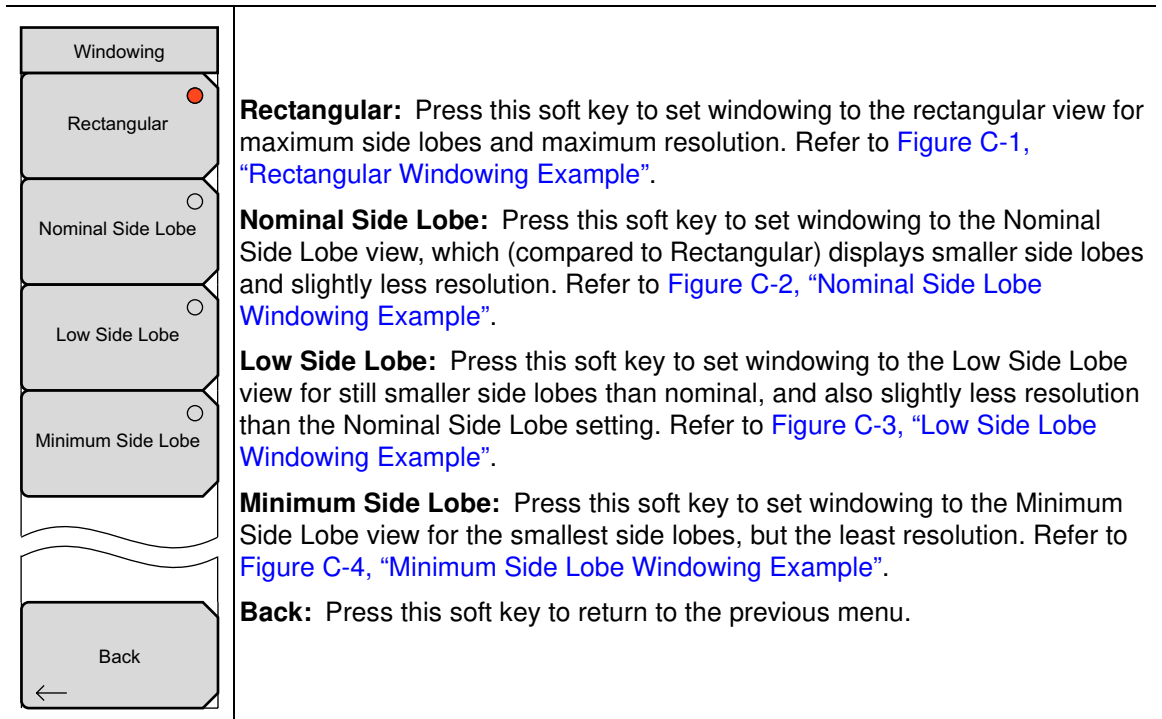 Windowing
Rectangular
Nominal Side Lobe
Low Side Lobe
Minimum Side Lobe
Back
Rectangular: Press this soft key to set windowing to the rectangular view for
maximum side lobes and maximum resolution. Refer to Figure C-1,
“Rectangular Windowing Example”.
Nominal Side Lobe: Press this soft key to set windowing to the Nominal
Side Lobe view, which (compared to Rectangular) displays smaller side lobes
and slightly less resolution. Refer to Figure C-2, “Nominal Side Lobe
Windowing Example”.
Low Side Lobe: Press this soft key to set windowing to the Low Side Lobe
view for still smaller side lobes than nominal, and also slightly less resolution
than the Nominal Side Lobe setting. Refer to Figure C-3, “Low Side Lobe
Windowing Example”.
Minimum Side Lobe: Press this soft key to set windowing to the Minimum
Side Lobe view for the smallest side lobes, but the least resolution. Refer to
Figure C-4, “Minimum Side Lobe Windowing Example”.
Back: Press this soft key to return to the previous menu.